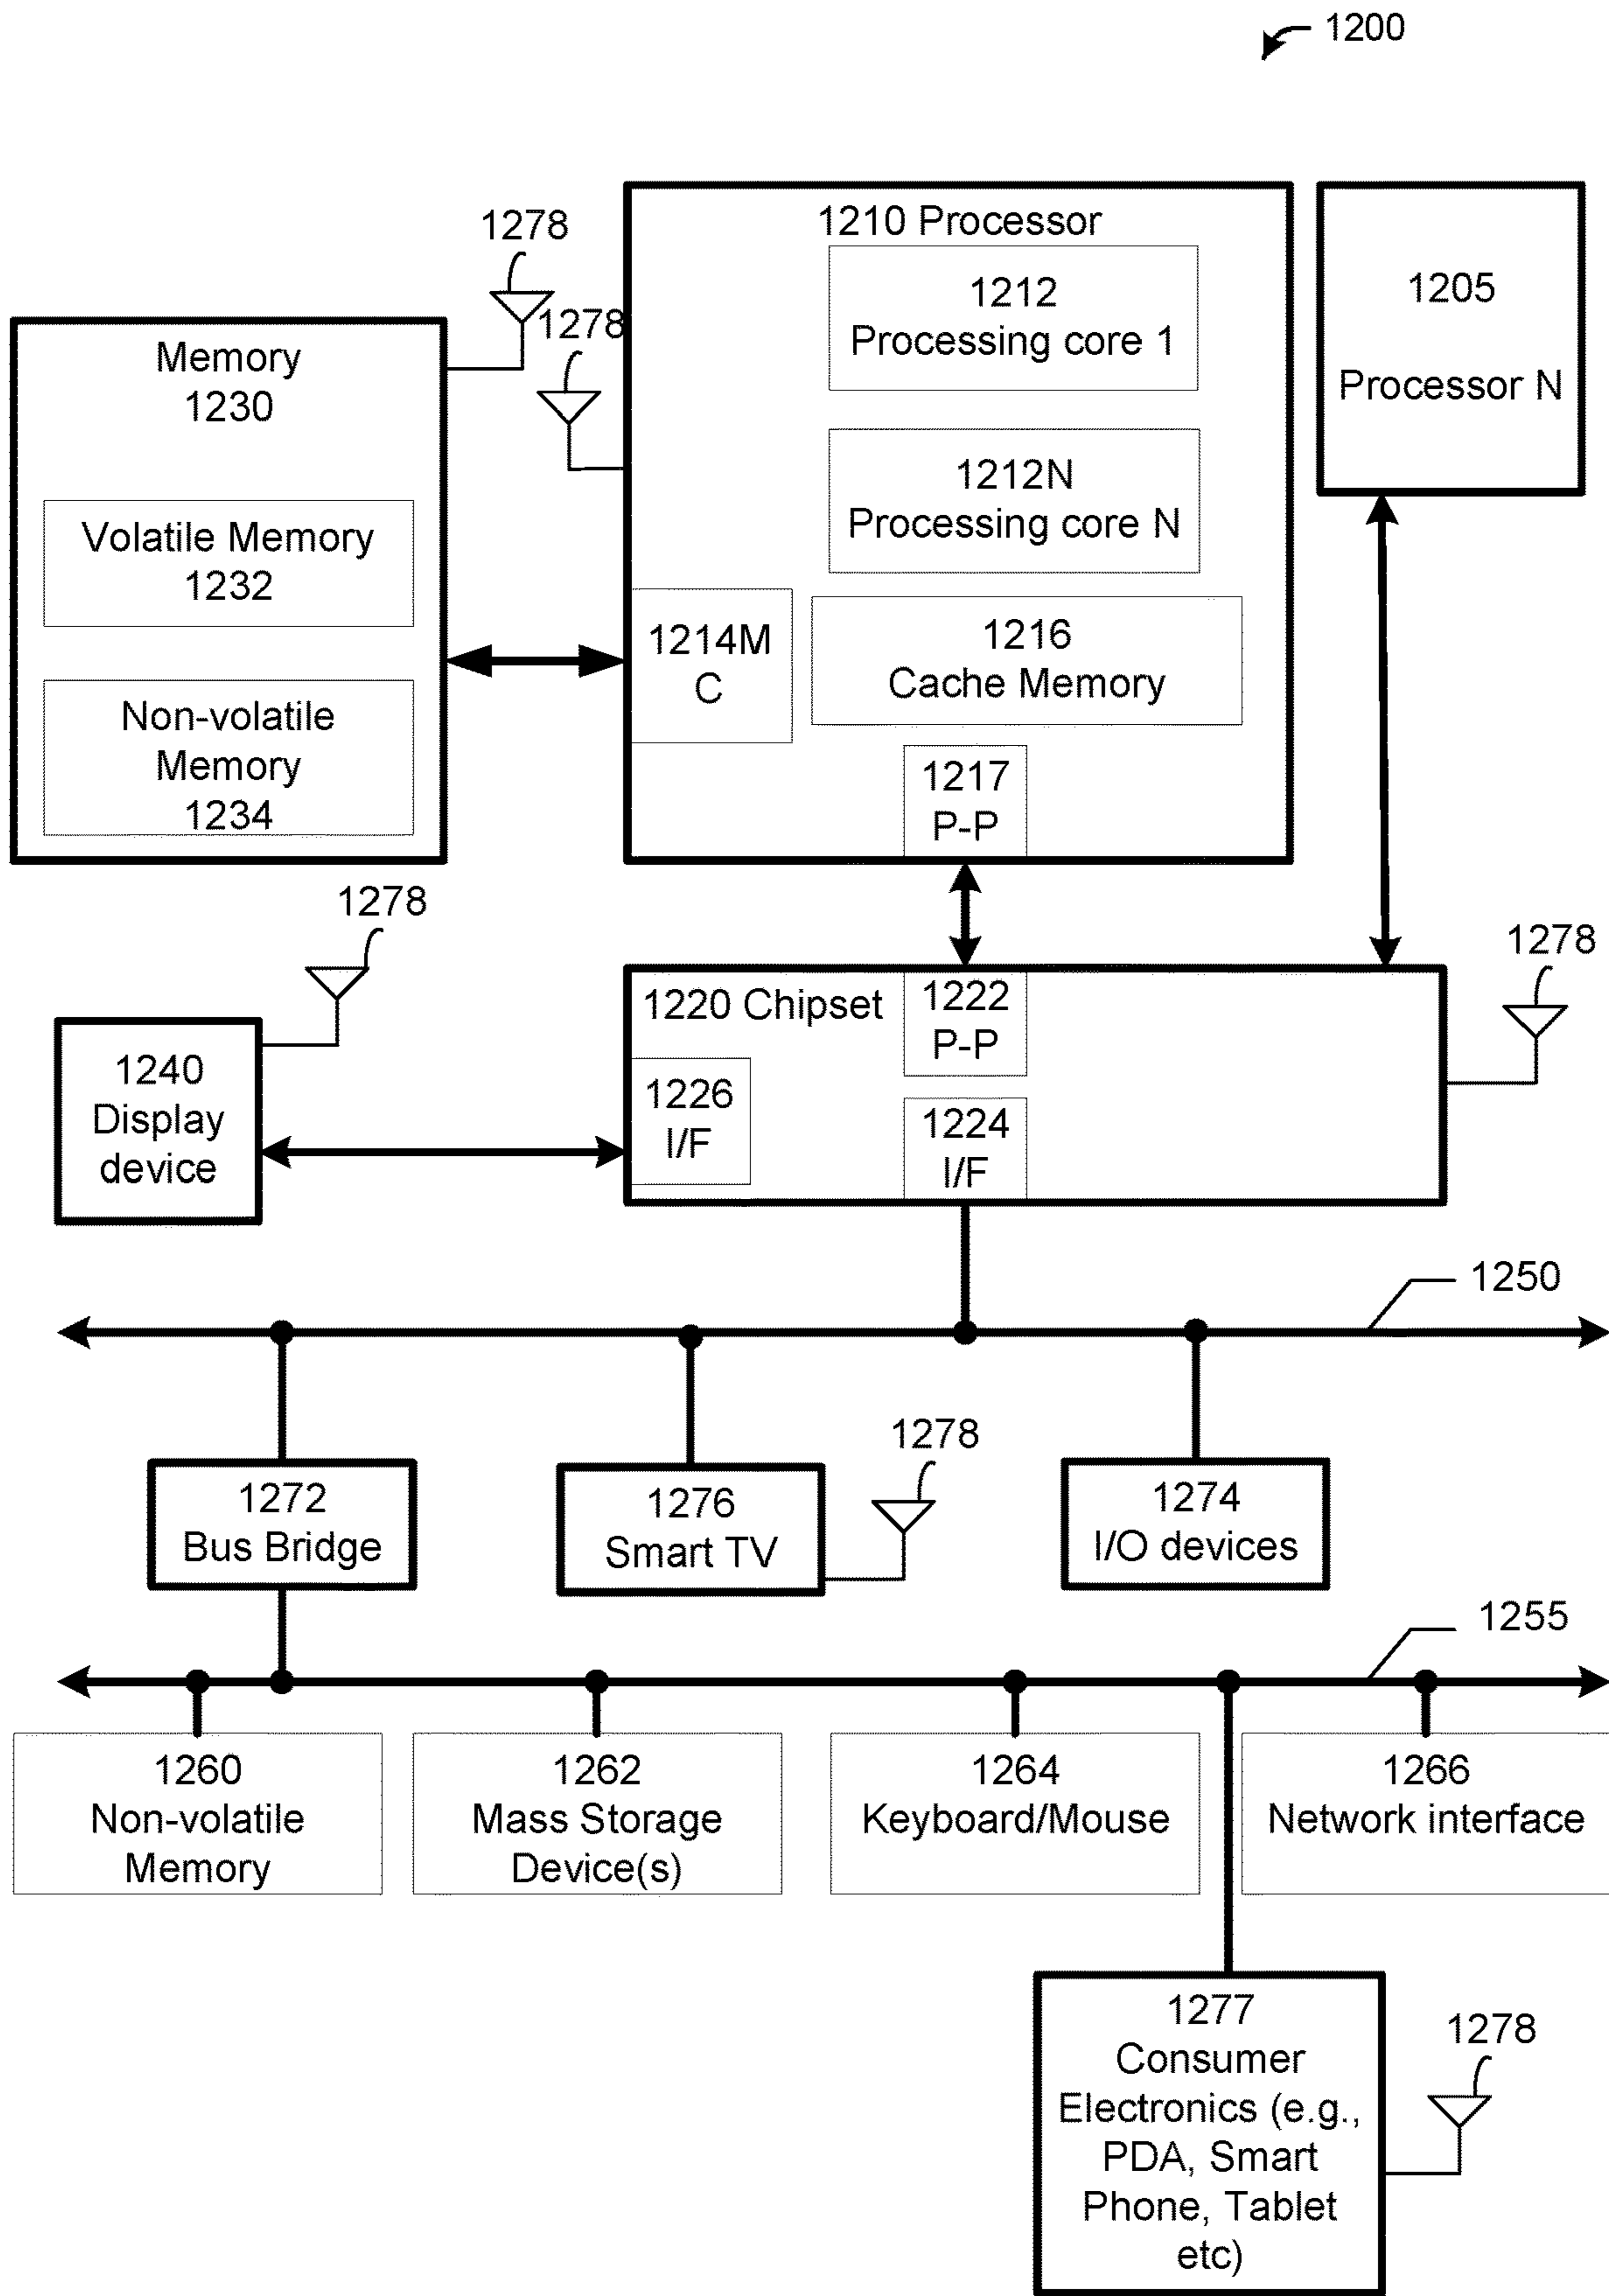 1200
1278
1278
Memory
1230
Volatile Memory
1232
Non-volatile
Memory
1234
1210 Processor
1212
Processing core 1
1212N
Processing core N
1214M
C
1216
Cache Memory
1217
P-P
1205
Processor N
1278
1240
Display
device
1220 Chipset
1222
P-P
1226
I/F
1224
I/F
1278
1250
1272
Bus Bridge
1276
Smart TV
1278
1274
I/O devices
1255
1260
Non-volatile
Memory
1262
Mass Storage
Device(s)
1264
Keyboard/Mouse
1266
Network interface
1277
Consumer
Electronics (e.g.,
PDA, Smart
Phone, Tablet
etc)
1278